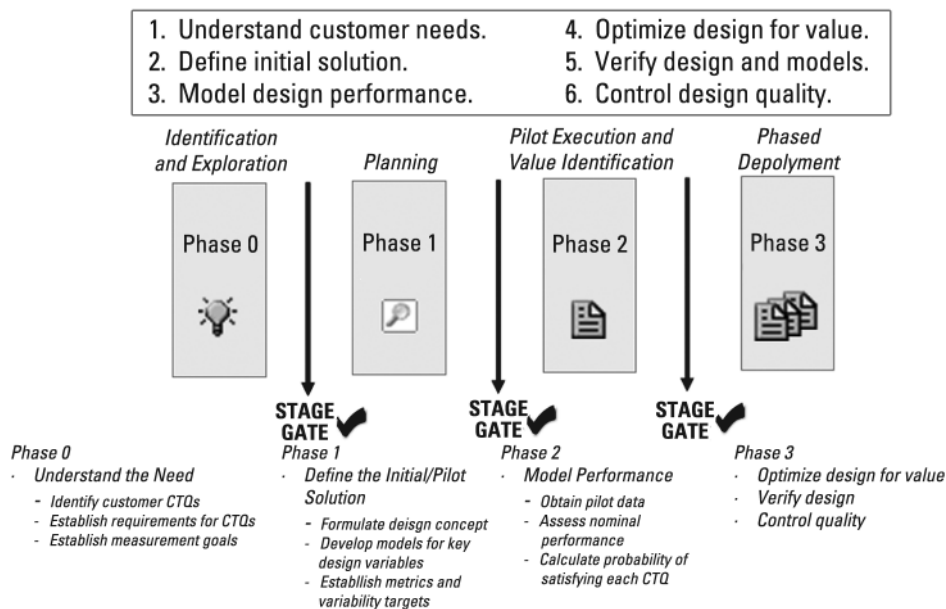 1. Understand customer needs.
2. Define initial solution.
3. Model design performance.
4. Optimize design for value.
5. Verify design and models.
6. Control design quality.
Identification
and Exploration
Planning
Pilot Execution and
Value Identification
Phased
Depolyment
Phase 0
Phase 1
Phase 2
Phase 3
STAGE
GATE
STAGE
GATE
STAGE
GATE
Phase 0
· Understand the Need
- Identify customer CTQs
- Establish requirements for CTQs
- Establish measurement goals
Phase 1
· Define the Initial/Pilot
Solution
- Formulate deisgn concept
- Develop models for key
design variables
- Establlish metrics and
variability targets
Phase 2
· Model Performance
- Obtain pilot data
- Assess nominal
performance
- Calculate probability of
satisfying each CTQ
Phase 3
· Optimize design for value
· Verify design
· Control quality